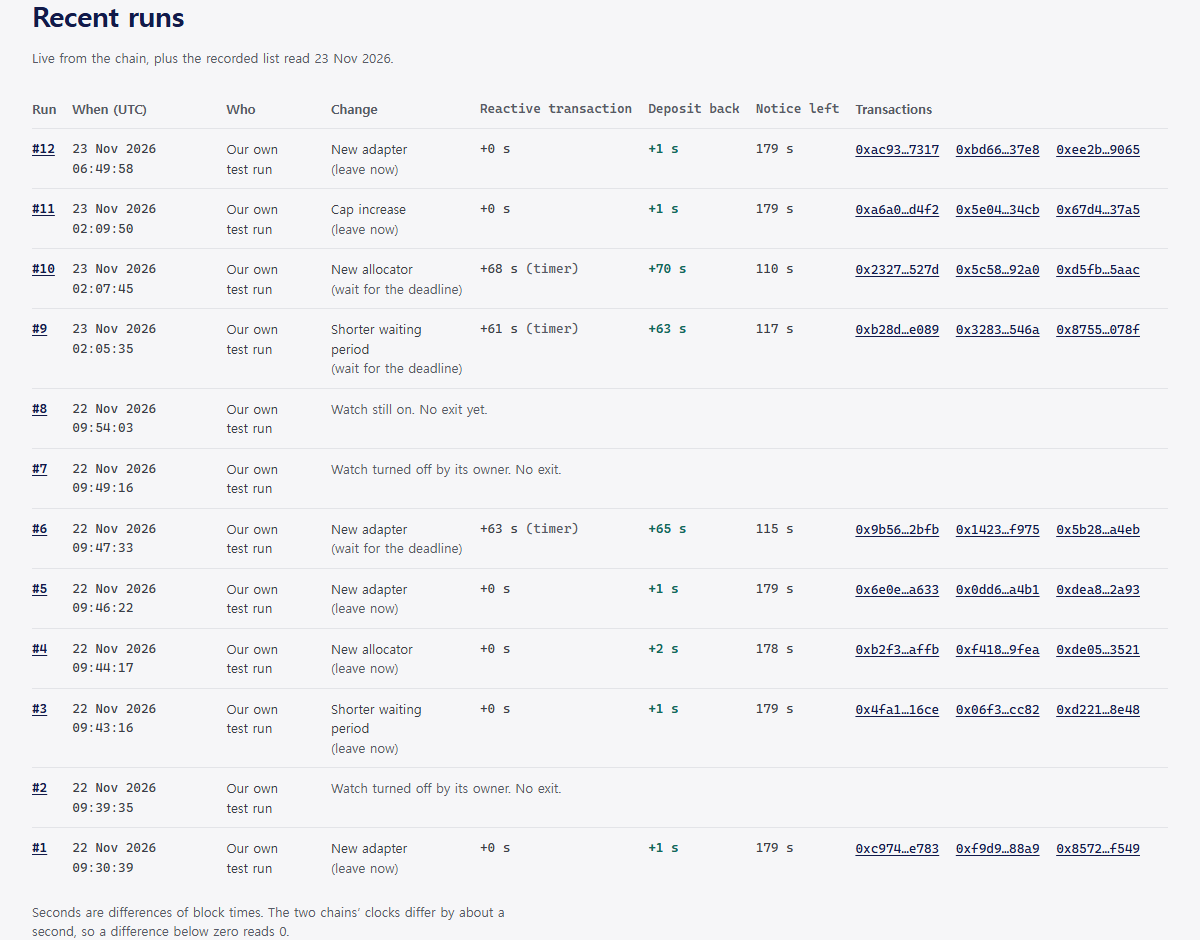 Recent runs
Live from the chain, plus the recorded list read 23 Nov 2026.
Run When (UTC) Who Change Reactive transaction Deposit back Notice left Transactions
#12 23 Nov 2026 Our own New adapter +0 s +1 s 179 s 0xac93…7317 0xbd66…37e8 0xee2b…9065
06:49:58 test run (leave now)
#11 23 Nov 2026 Our own Cap increase +0 s +1 s 179 s 0xa6a0…d4f2 0x5e04…34cb 0x67d4…37a5
02:09:50 test run (leave now)
#10 23 Nov 2026 Our own New allocator +68 s (timer) +70 s 110 s 0x2327…527d 0x5c58…92a0 0xd5fb…5aac
02:07:45 test run (wait for the deadline)
#9 23 Nov 2026 Our own Shorter waiting +61 s (timer) +63 s 117 s 0xb28d…e089 0x3283…546a 0x8755…078f
02:05:35 test run period
(wait for the deadline)
#8 22 Nov 2026 Our own Watch still on. No exit yet.
09:54:03 test run
#7 22 Nov 2026 Our own Watch turned off by its owner. No exit.
09:49:16 test run
#6 22 Nov 2026 Our own New adapter +63 s (timer) +65 s 115 s 0x9b56…2bfb 0x1423…f975 0x5b28…a4eb
09:47:33 test run (wait for the deadline)
#5 22 Nov 2026 Our own New adapter +0 s +1 s 179 s 0x6e0e…a633 0x0dd6…a4b1 0xdea8…2a93
09:46:22 test run (leave now)
#4 22 Nov 2026 Our own New allocator +0 s +2 s 178 s 0xb2f3…affb 0xf418…9fea 0xde05…3521
09:44:17 test run (leave now)
#3 22 Nov 2026 Our own Shorter waiting +0 s +1 s 179 s 0x4fa1…16ce 0x06f3…cc82 0xd221…8e48
09:43:16 test run period
(leave now)
#2 22 Nov 2026 Our own Watch turned off by its owner. No exit.
09:39:35 test run
#1 22 Nov 2026 Our own New adapter +0 s +1 s 179 s 0xc974…e783 0xf9d9…88a9 0x8572…f549
09:30:39 test run (leave now)
Seconds are differences of block times. The two chains’ clocks differ by about a
second, so a difference below zero reads 0.